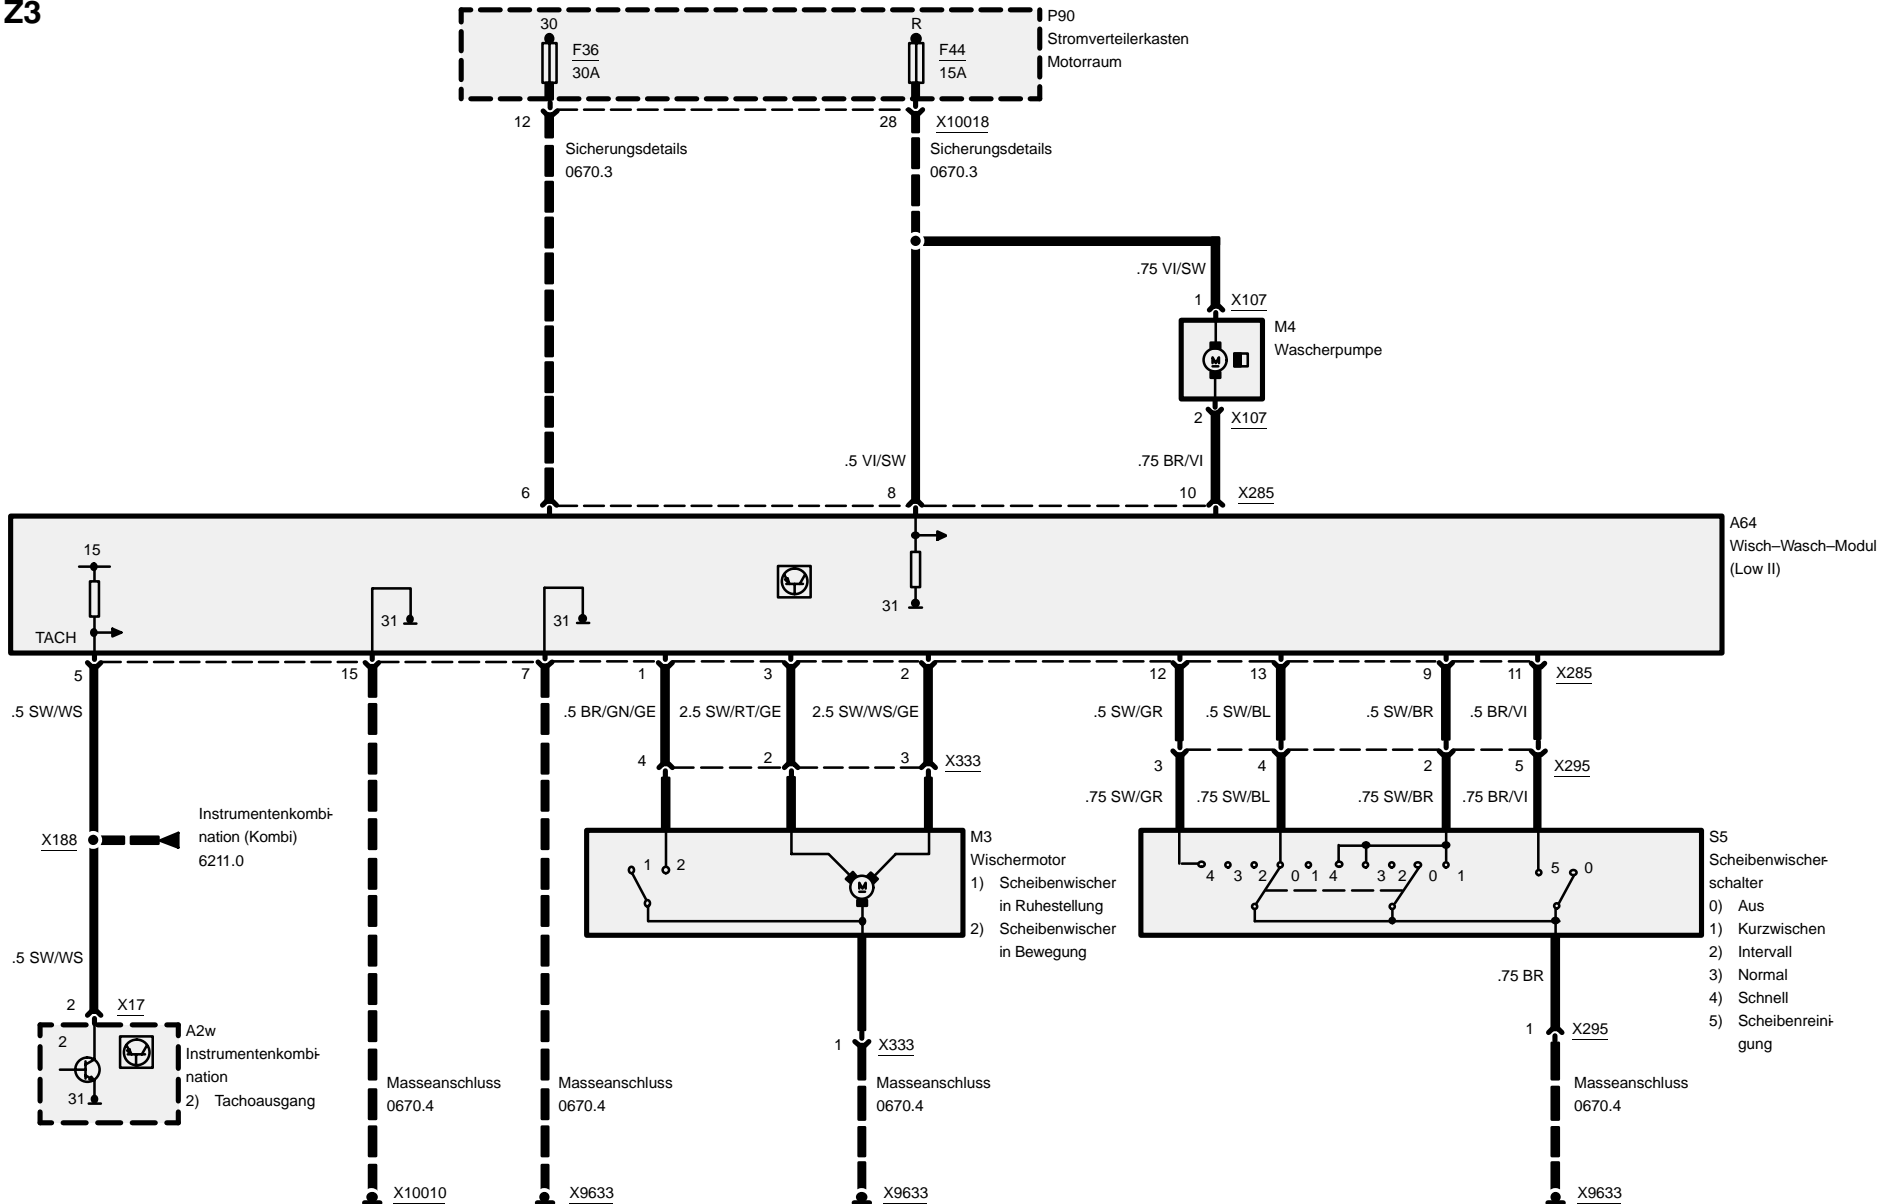 Z3
30
R
P90
Stromverteilerkasten
Motorraum
F36
30A
F44
15A
12
28
X10018
Sicherungsdetails
0670.3
Sicherungsdetails
0670.3
.75 VI/SW
1
X107
M4
Wascherpumpe
2
X107
.5 VI/SW
.75 BR/VI
6
8
10
X285
A64
Wisch–Wasch–Modul
(Low II)
15
31
31
31
TACH
5
15
7
1
3
2
12
13
9
11
X285
.5 SW/WS
.5 BR/GN/GE
2.5 SW/RT/GE
2.5 SW/WS/GE
.5 SW/GR
.5 SW/BL
.5 SW/BR
.5 BR/VI
4
2
3
X333
3
4
2
5
X295
.75 SW/GR
.75 SW/BL
.75 SW/BR
.75 BR/VI
Instrumentenkombi-
nation (Kombi)
6211.0
X188
M3
Wischermotor
1) Scheibenwischer
in Ruhestellung
2) Scheibenwischer
in Bewegung
1
2
M
4 3 2 0 1 4 3 2 0 1
5 0
S5
Scheibenwischer-
schalter
0) Aus
1) Kurzwischen
2) Intervall
3) Normal
4) Schnell
5) Scheibenreini-
gung
.5 SW/WS
.75 BR
2
X17
1
X333
1
X295
A2w
Instrumentenkombi-
nation
2) Tachoausgang
2
31
Masseanschluss
0670.4
Masseanschluss
0670.4
Masseanschluss
0670.4
Masseanschluss
0670.4
X10010
X9633
X9633
X9633